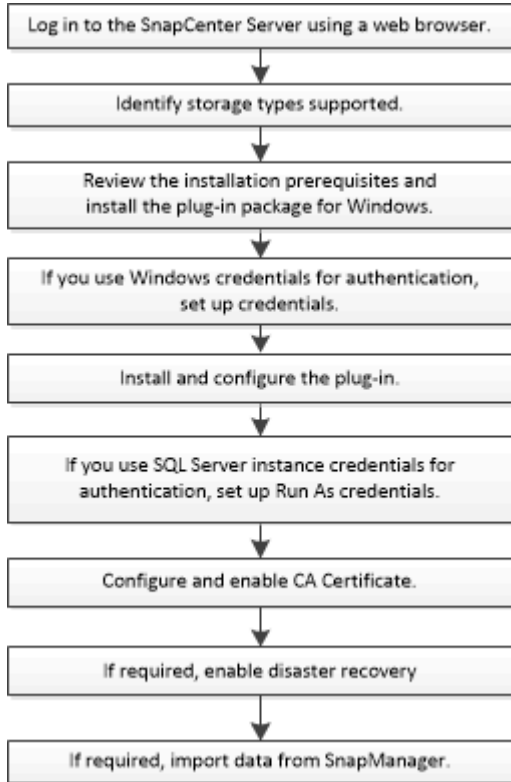 Log in to the SnapCenter Server using a web browser.
Identify storage types supported.
Review the installation prerequisites and
install the plug-in package for Windows.
If you use Windows credentials for authentication,
set up credentials.
Install and configure the plug-in.
If you use SQL Server instance credentials for
authentication, set up Run As credentials.
Configure and enable CA Certificate.
If required, enable disaster recovery
If required, import data from SnapManager.